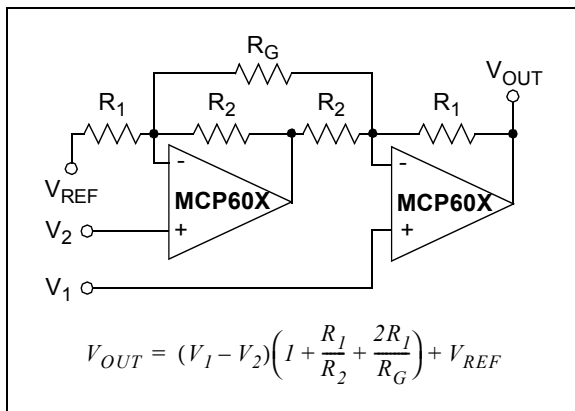 R_G
V_OUT
R_1 R_2 R_2 R_1
- -
V_REF MCP60X MCP60X
V_2 + +
V_1
V_OUT = (V_1 – V_2)(1 + R_1/R_2 + 2R_1/R_G) + V_REF